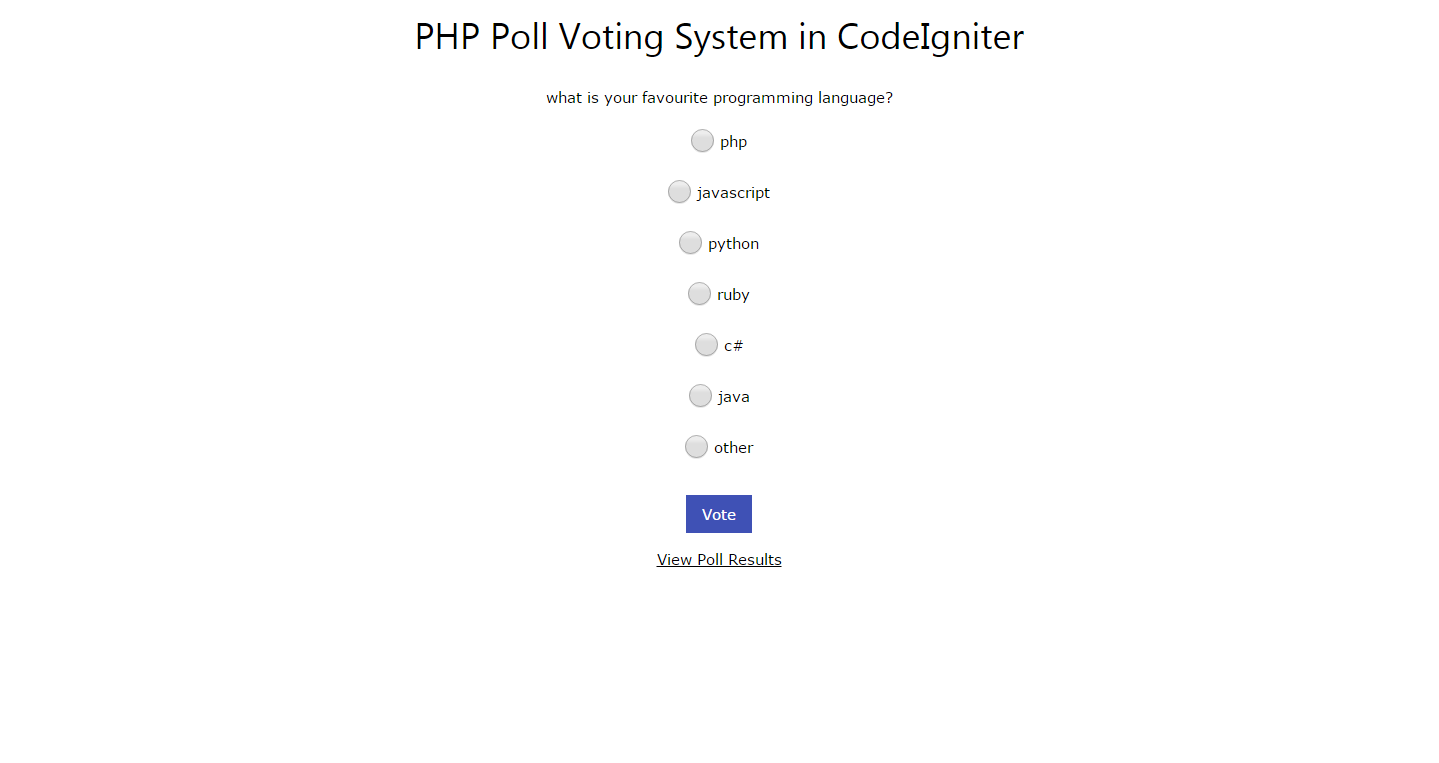 PHP Poll Voting System in CodeIgniter
what is your favourite programming language?
php
javascript
python
ruby
c#
java
other
Vote
View Poll Results